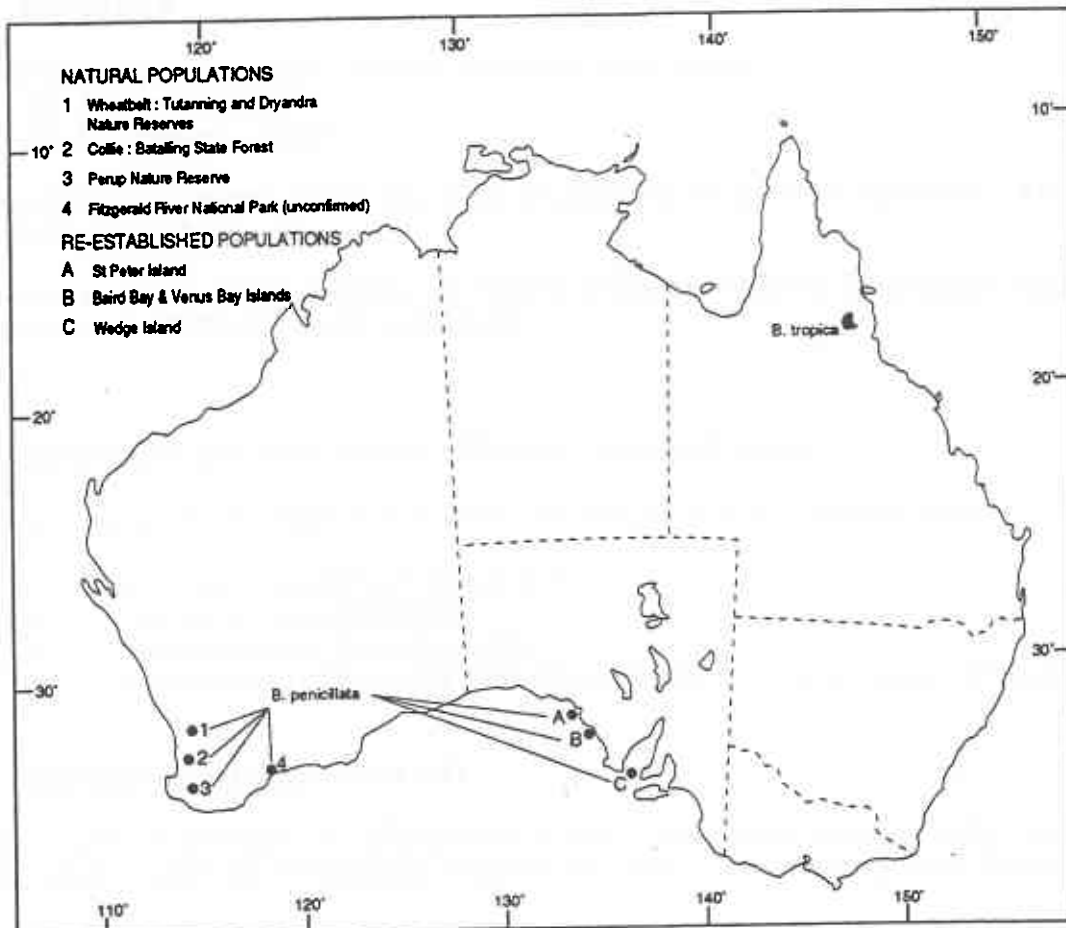 120°
130°
140°
150°
NATURAL POPULATIONS
1 Wheatbelt : Tutanning and Dryandra
Nature Reserves
10°
10° 2 Collie : Batalling State Forest
3 Perup Nature Reserve
4 Fitzgerald River National Park (unconfirmed)
RE-ESTABLISHED POPULATIONS
A St Peter Island
B Baird Bay & Venus Bay Islands
C Wedge Island
B. tropica
20°
20°
30°
30°
B. penicillata
A
B
C
1
2
3
4
110°
120°
130°
140°
150°